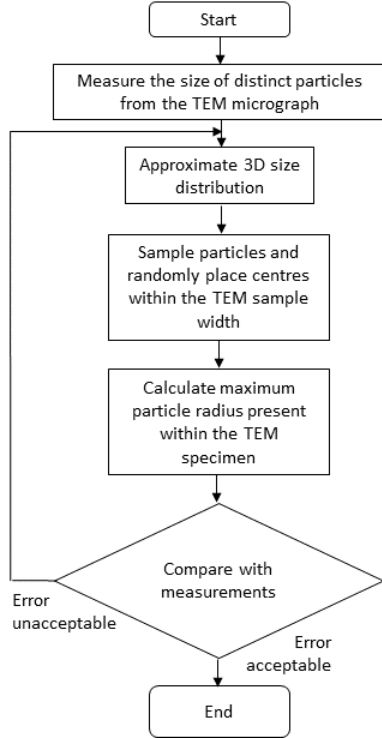 Start
Measure the size of distinct particles
from the TEM micrograph
Approximate 3D size
distribution
Sample particles and
randomly place centres
within the TEM sample
width
Calculate maximum
particle radius present
within the TEM
specimen
Compare with
measurements
Error
unacceptable
Error
acceptable
End